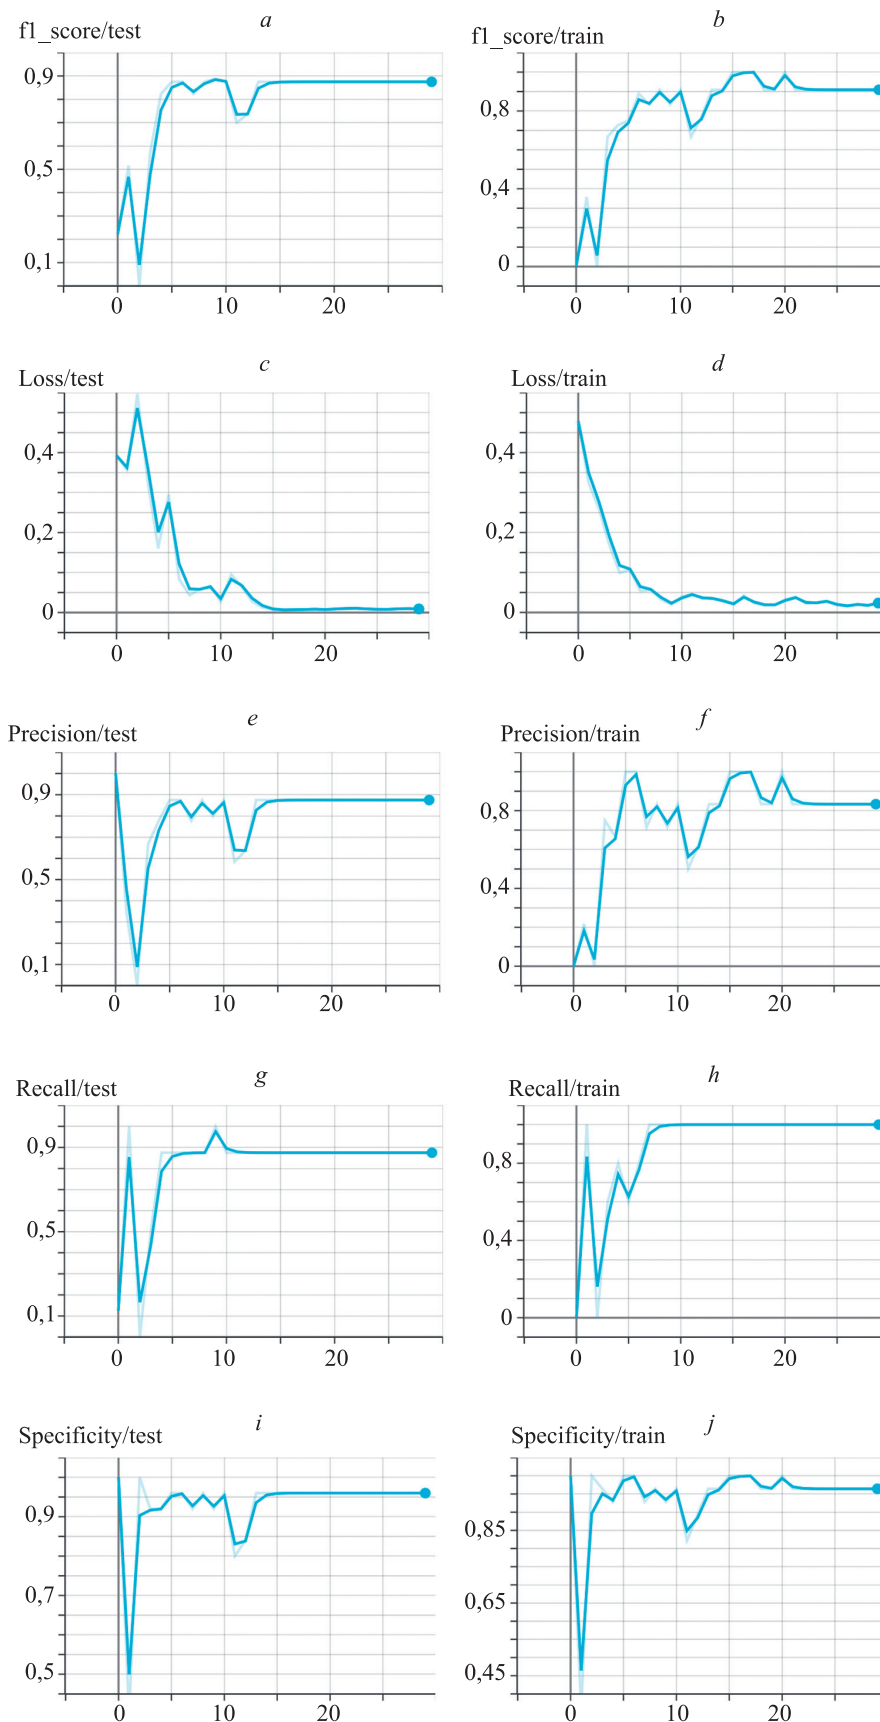 a
b
f1_score/test
f1_score/train
0,9
0,5
0,1
0 10 20
0,8
0,4
0
0 10 20
c
d
Loss/test
Loss/train
0,4
0,2
0
0 10 20
0,4
0,2
0
0 10 20
e
f
Precision/test
Precision/train
0,9
0,5
0,1
0 10 20
0,8
0,4
0
0 10 20
g
h
Recall/test
Recall/train
0,9
0,5
0,1
0 10 20
0,8
0,4
0
0 10 20
i
j
Specificity/test
Specificity/train
0,9
0,7
0,5
0 10 20
0,85
0,65
0,45
0 10 20